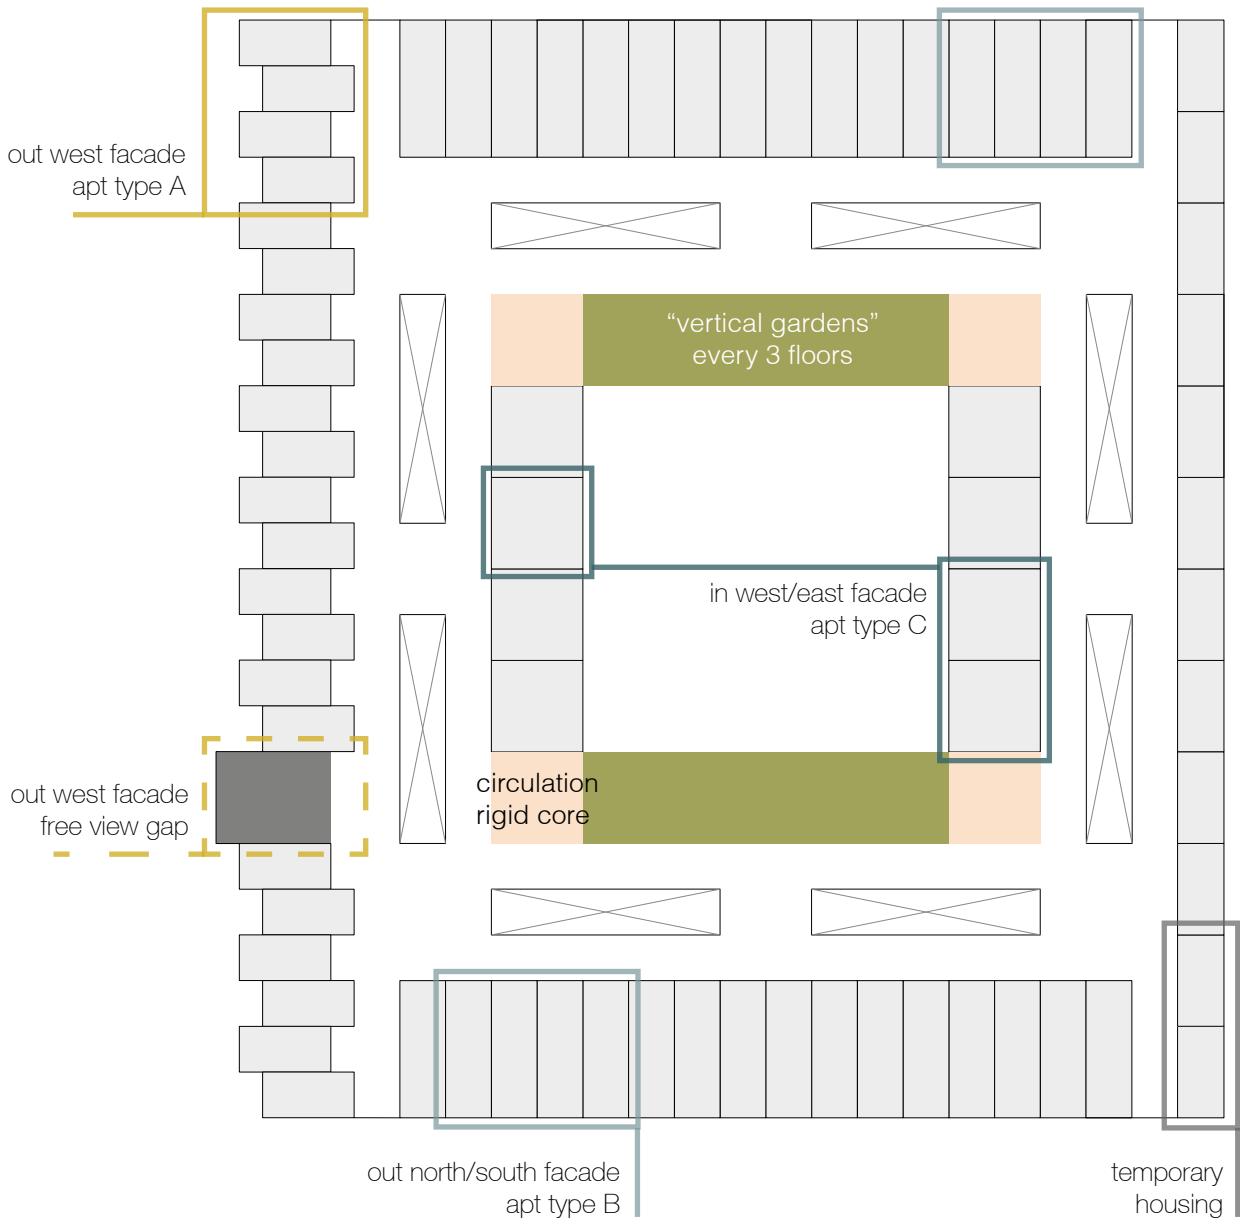 out west facade
apt type A
“vertical gardens”
every 3 floors
in west/east facade
apt type C
circulation
rigid core
out west facade
free view gap
out north/south facade
apt type B
temporary
housing